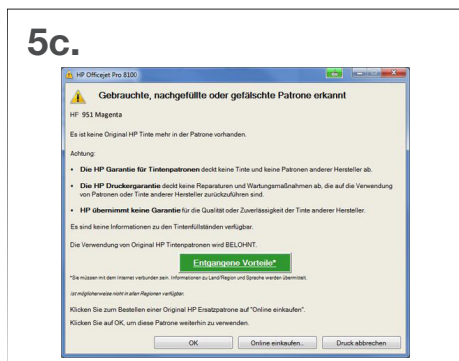 5c.
HP Officejet Pro 8100
Gebrauchte, nachgefüllte oder gefälschte Patrone erkannt
HF 951 Magenta
Es ist keine Original HP Tinte mehr in der Patrone vorhanden.
Achtung:
• Die HP Garantie für Tintenpatronen deckt keine Tinte und keine Patronen anderer Hersteller ab.
• Die HP Druckergarantie deckt keine Reparaturen und Wartungsmaßnahmen ab, die auf die Verwendung
von Patronen oder Tinte anderer Hersteller zurückzuführen sind.
• HP übernimmt keine Garantie für die Qualität oder Zuverlässigkeit der Tinte anderer Hersteller.
Es sind keine Informationen zu den Tintenfüllständen verfügbar.
Die Verwendung von Original HP Tintenpatronen wird BELOHNT.
Entgangene Vorteile*
*Sie müssen mit dem Internet verbunden sein. Informationen zu Land/Region und Sprache werden übermittelt.
Ist möglicherweise nicht in allen Regionen verfügbar.
Klicken Sie zum Bestellen einer Original HP Ersatzpatrone auf "Online einkaufen".
Klicken Sie auf OK, um diese Patrone weiterhin zu verwenden.
OK Online einkaufen.. Druck abbrechen